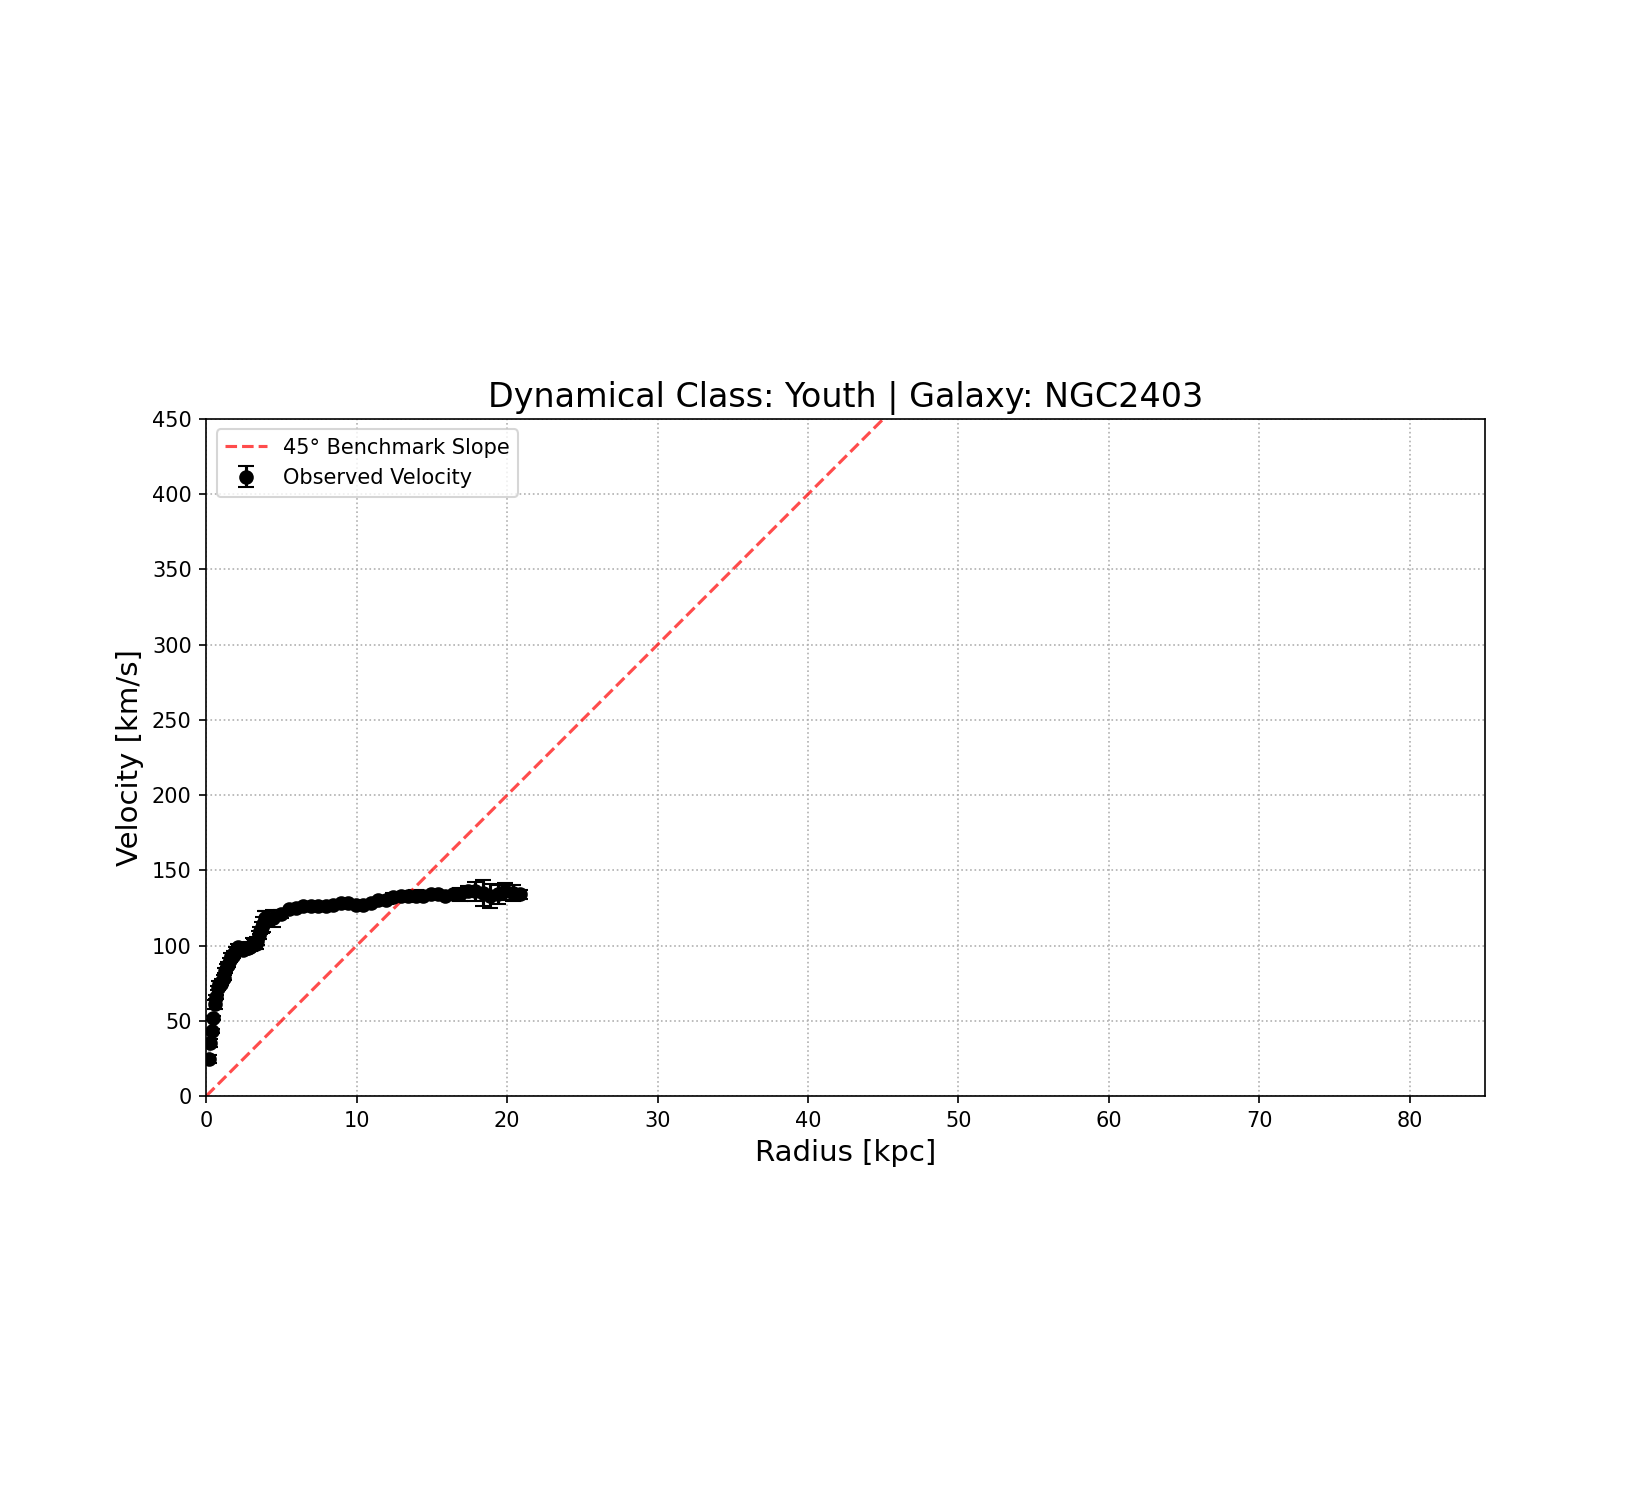 Dynamical Class: Youth | Galaxy: NGC2403
450
400
350
300
250
200
150
100
50
0
Velocity [km/s]
45° Benchmark Slope
Observed Velocity
0 10 20 30 40 50 60 70 80
Radius [kpc]